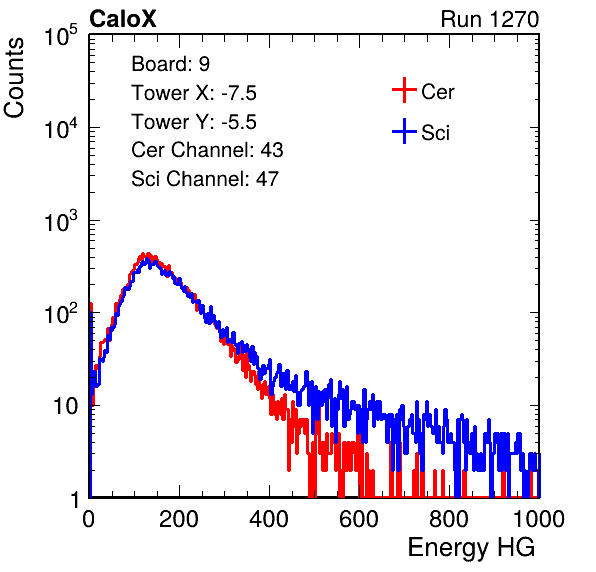 CaloX Run 1270
Counts
Board: 9
Tower X: -7.5
Tower Y: -5.5
Cer Channel: 43
Sci Channel: 47
Cer
Sci
10^5
10^4
10^3
10^2
10
1
0 200 400 600 800 1000
Energy HG